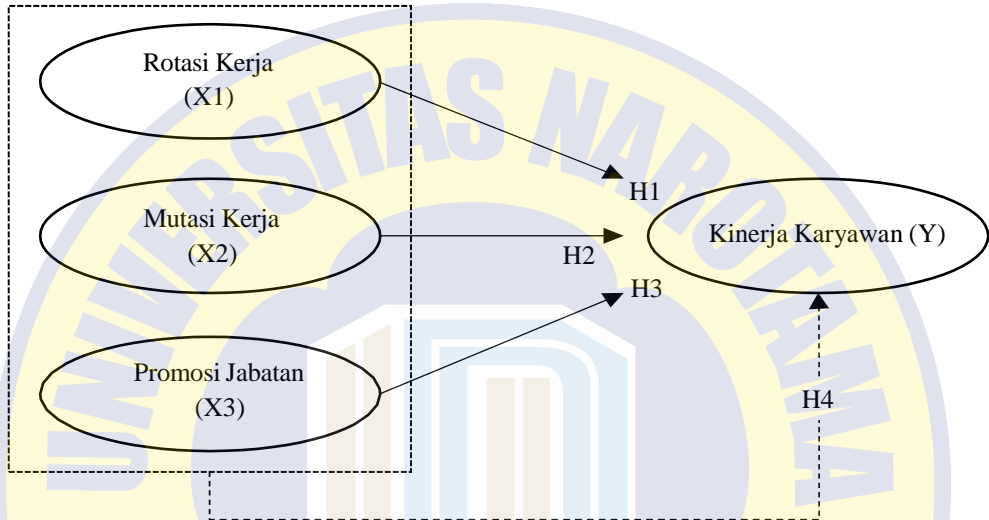 Rotasi Kerja
(X1)
H1
Mutasi Kerja
(X2)
H2
Kinerja Karyawan (Y)
H3
Promosi Jabatan
(X3)
H4
UNIVERSITAS NAROTAMA